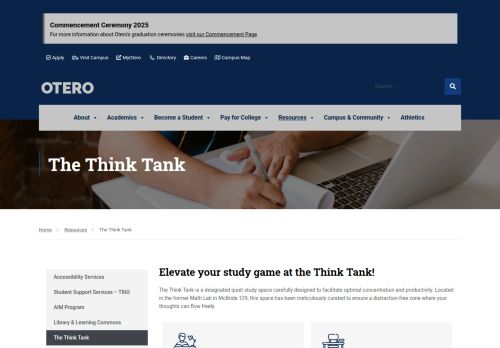 Commencement Ceremony 2025
For more information about Otero's graduation ceremonies visit our Commencement Page
Apply Visit Campus MyOtero Directory Careers Campus Map
OTERO
Search
About Academics Become a Student Pay for College Resources Campus & Community Athletics
The Think Tank
Home Resources The Think Tank
Accessibility Services
Student Support Services – TRiO
AIM Program
Library & Learning Commons
The Think Tank
Elevate your study game at the Think Tank!
The Think Tank is a designated quiet study space carefully designed to facilitate optimal concentration and productivity. Located
in the former Math Lab in McBride 129, this space has been meticulously curated to ensure a distraction-free zone where your
thoughts can flow freely.